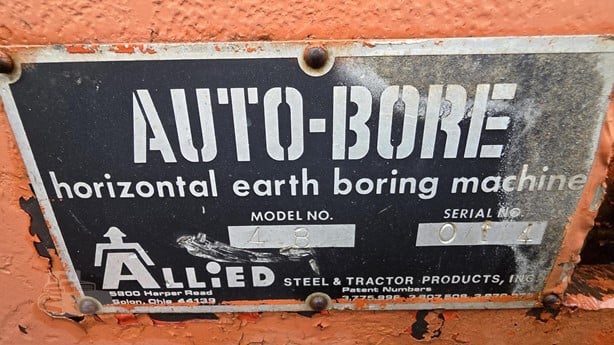 AUTO-BORE
horizontal earth boring machine
MODEL NO. SERIAL NO.
48
ALLIED STEEL & TRACTOR PRODUCTS, INC.
5800 Harper Road
Solon, Ohio 44139
Patent Numbers